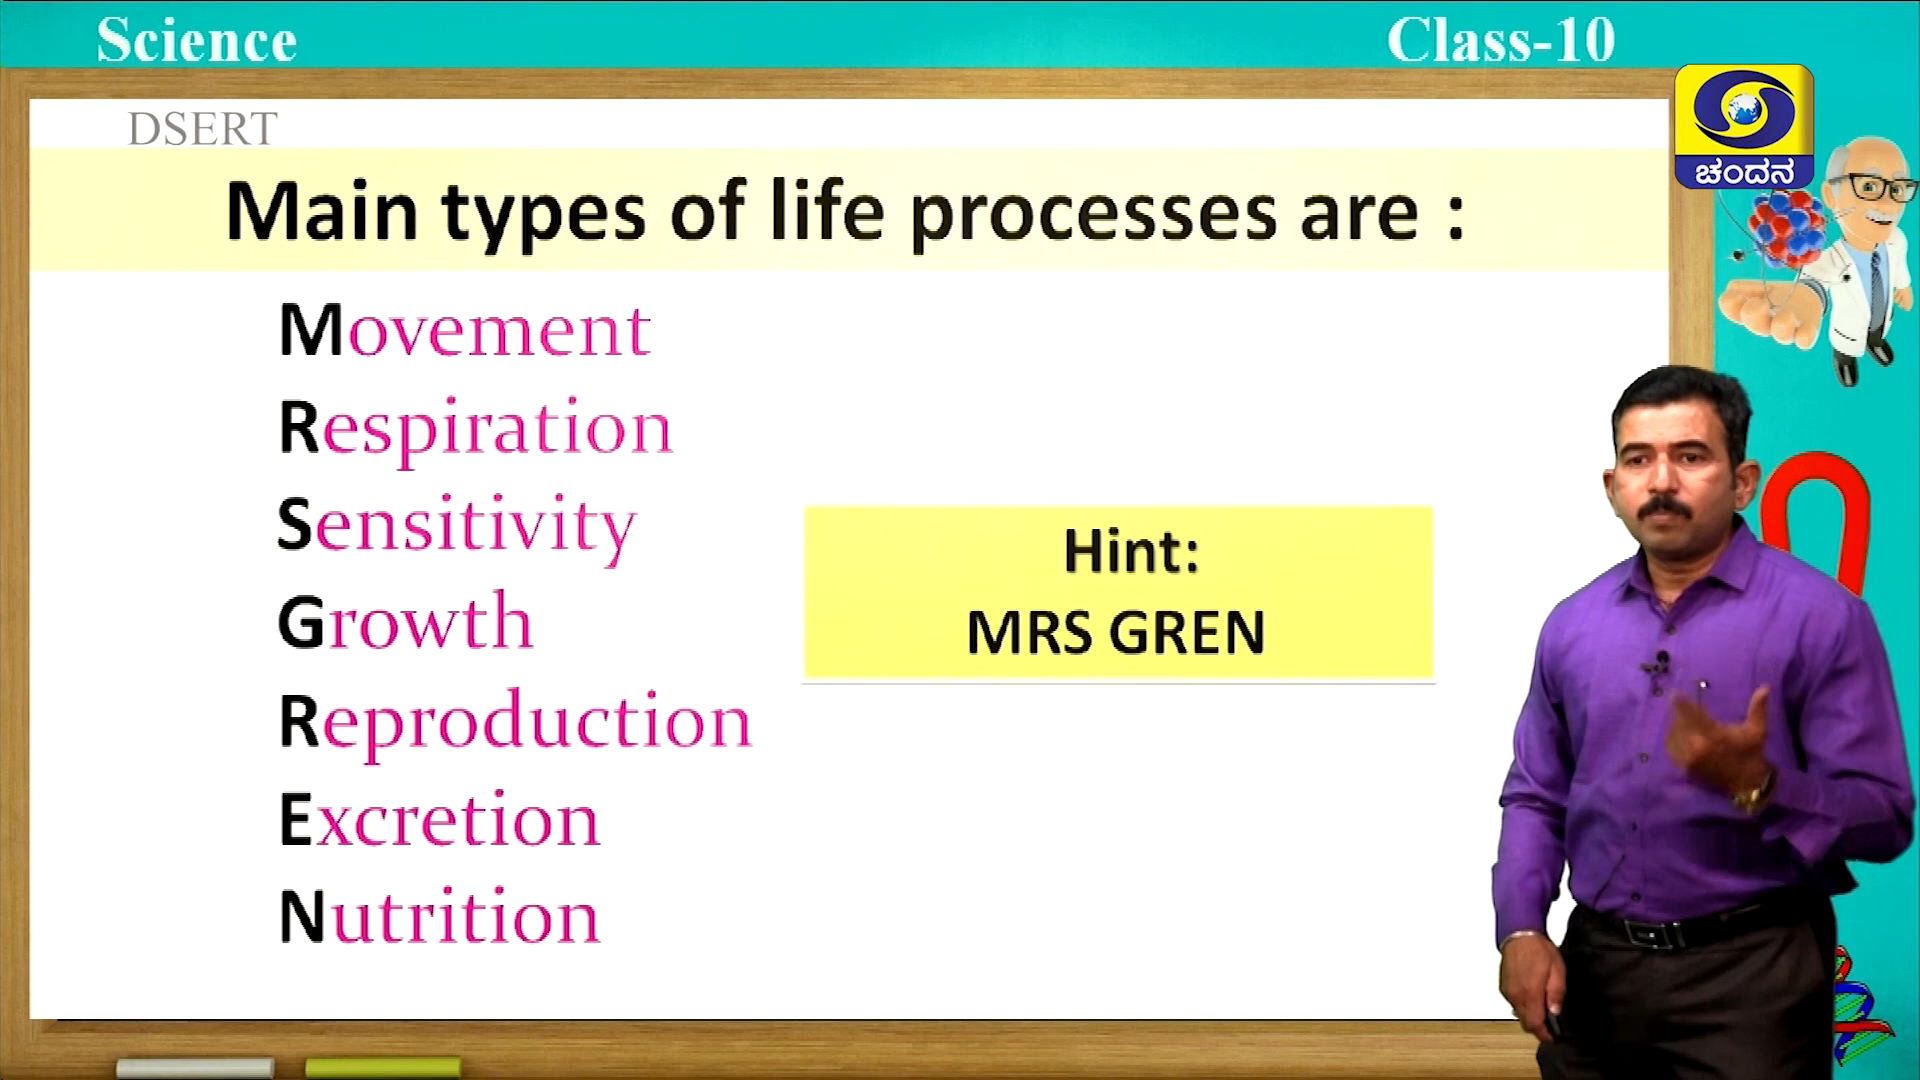 Science
Class-10
DSERT
ಚಂದನ
Main types of life processes are :
Movement
Respiration
Sensitivity
Growth
Reproduction
Excretion
Nutrition
Hint:
MRS GREN